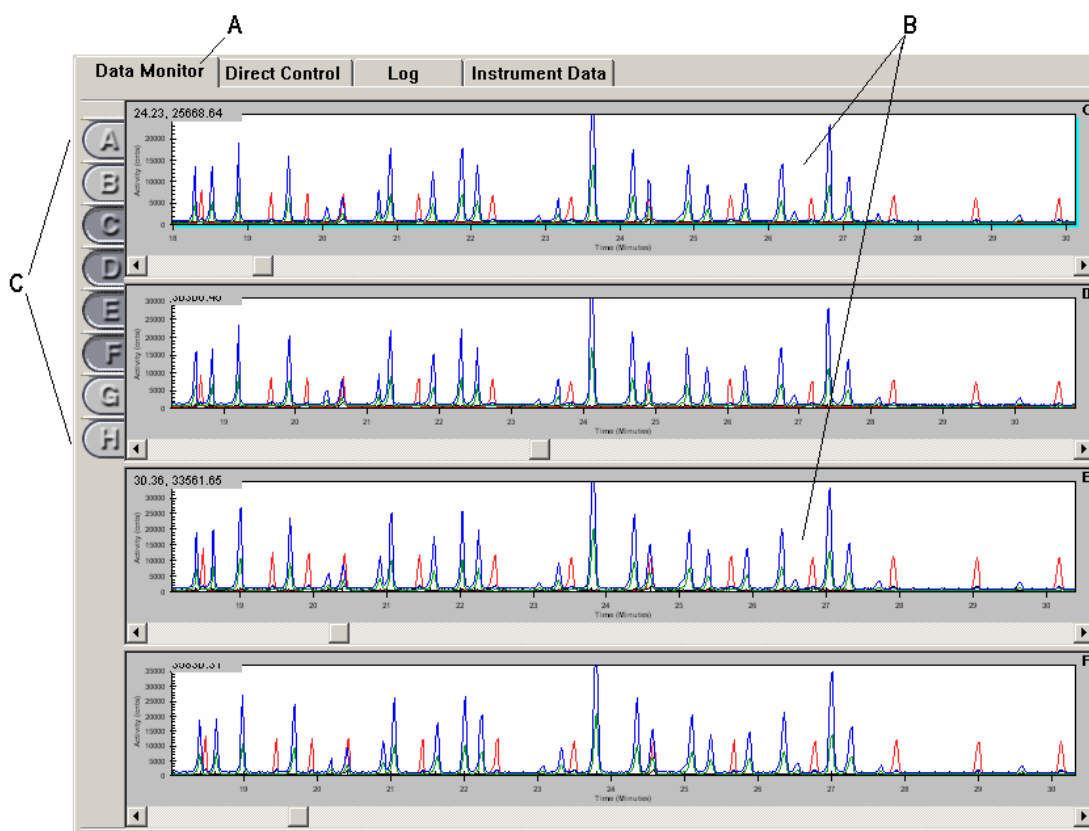 A
B
Data Monitor Direct Control Log Instrument Data
C
24.23, 25668.64
C
20000
15000
10000
5000
0
Activity (cnts)
18 19 20 21 22 23 24 25 26 27 28 29 30
Time (Minutes)
A
B
C
D
E
F
G
H
D
30000
25000
20000
15000
10000
5000
0
Activity (cnts)
19 20 21 22 23 24 25 26 27 28 29 30
Time (Minutes)
30.36, 33561.65
E
30000
25000
20000
15000
10000
5000
0
Activity (cnts)
19 20 21 22 23 24 25 26 27 28 29 30
Time (Minutes)
F
35000
30000
25000
20000
15000
10000
5000
0
Activity (cnts)
19 20 21 22 23 24 25 26 27 28 29 30
Time (Minutes)